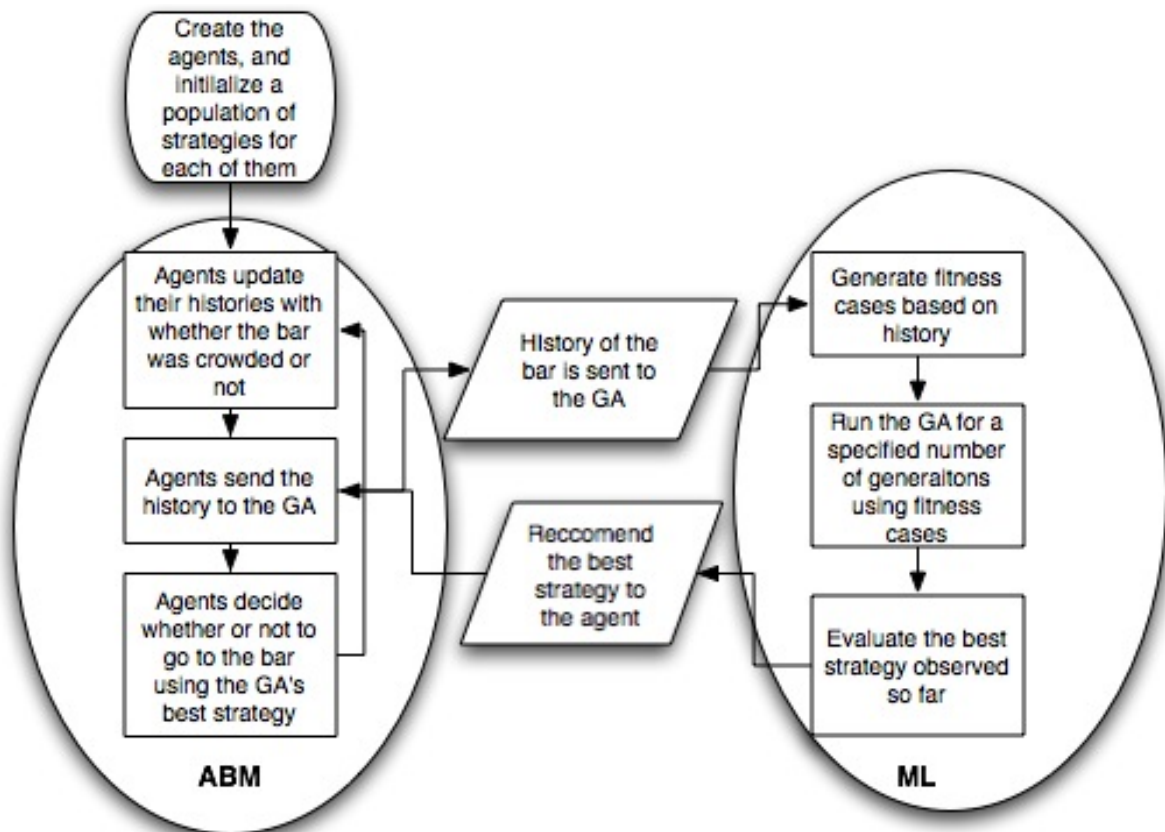 Create the
agents, and
initilalize a
population of
strategies for
each of them
Agents update
their histories with
whether the bar
was crowded or
not
Agents send the
history to the GA
Agents decide
whether or not to
go to the bar
using the GA's
best strategy
ABM
HIstory of the
bar is sent to
the GA
Reccomend
the best
strategy to
the agent
Generate fitness
cases based on
history
Run the GA for a
specified number
of generaltons
using fitness
cases
Evaluate the best
strategy observed
so far
ML